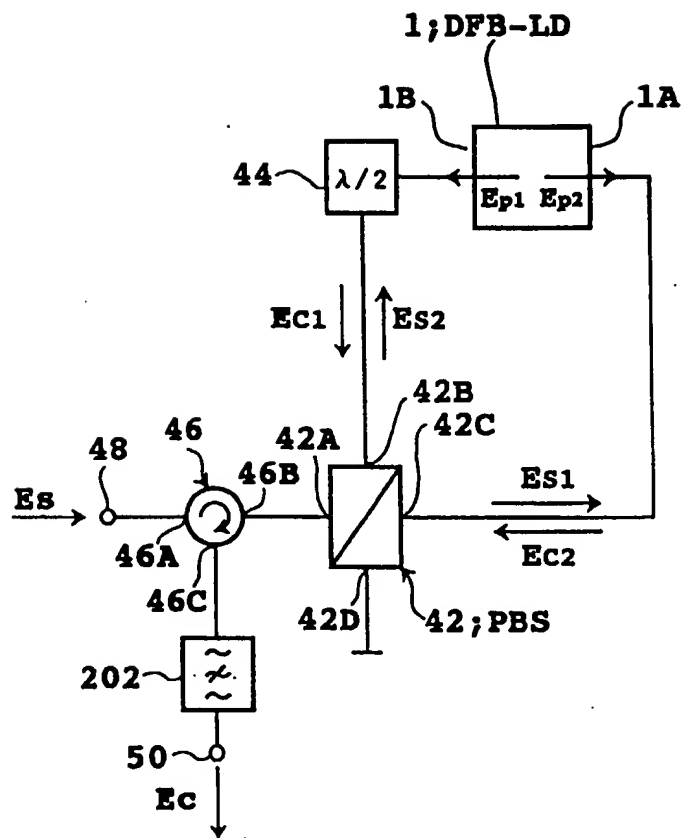 1;DFB-LD
1B
1A
44
λ/2
Ep1
Ep2
Ec1
Es2
42B
46
42A
42C
48
46B
Es
Es1
46A
Ec2
46C
42D
42;PBS
202
50
Ec